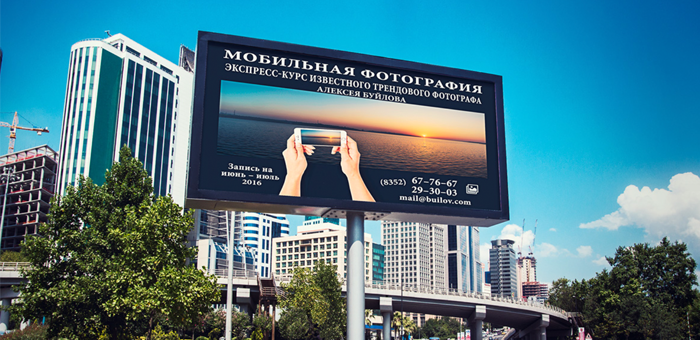 МОБИЛЬНАЯ ФОТОГРАФИЯ
ЭКСПРЕСС-КУРС ИЗВЕСТНОГО ТРЕНДОВОГО ФОТОГРАФА
АЛЕКСЕЯ БУЙЛОВА
Запись на
июнь – июль
2016
(8352) 67-76-67
29-30-03
mail@builov.com